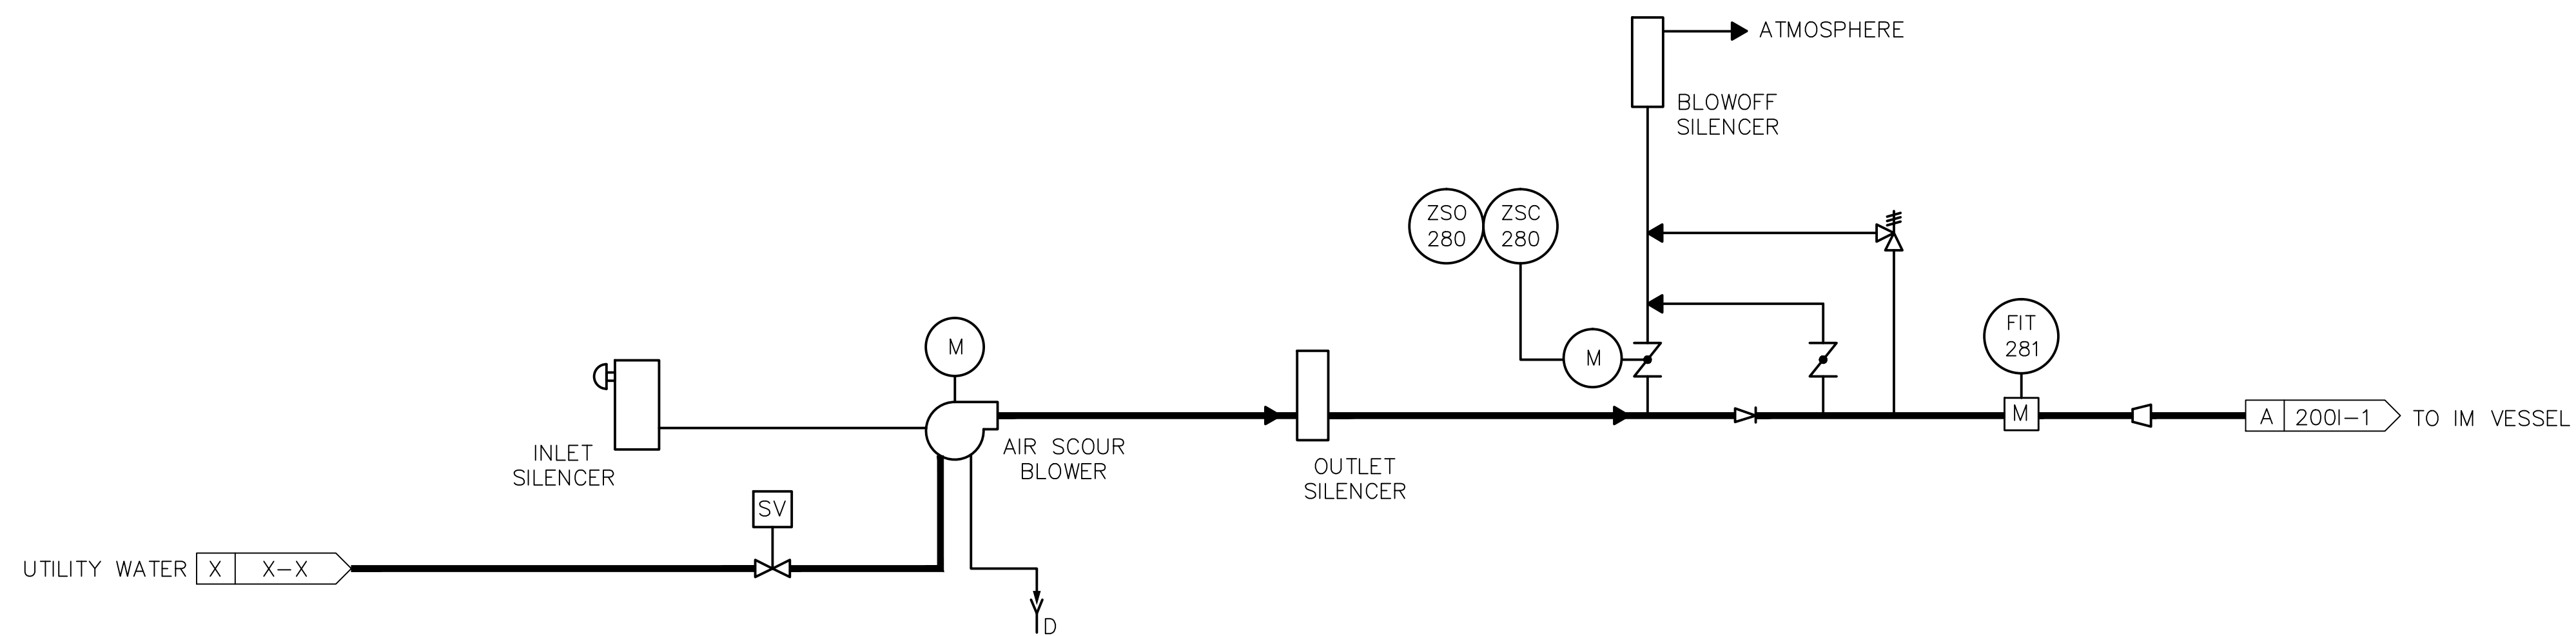 ATMOSPHERE
BLOWOFF
SILENCER
ZSO
280
ZSC
280
FIT
281
M
M
M
A 200I-1 TO IM VESSEL
AIR SCOUR
BLOWER
INLET
SILENCER
OUTLET
SILENCER
SV
UTILITY WATER X X-X
D